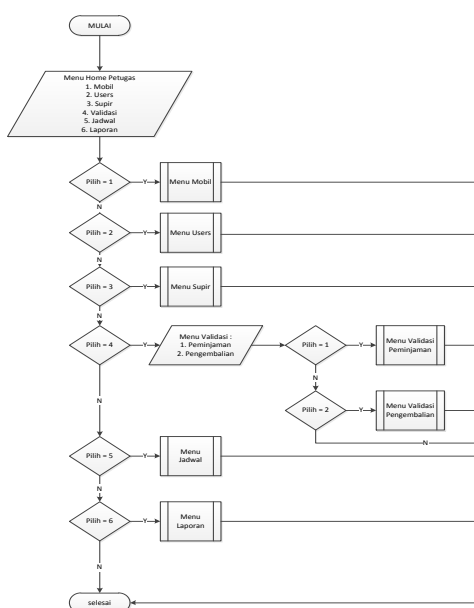 MULAI
Menu Home Petugas
1. Mobil
2. Users
3. Supir
4. Validasi
5. Jadwal
6. Laporan
Pilih = 1
Y
Menu Mobil
N
Pilih = 2
Y
Menu Users
N
Pilih = 3
Y
Menu Supir
N
Pilih = 4
Y
Menu Validasi :
1. Peminjaman
2. Pengembalian
Pilih = 1
Y
Menu Validasi
Peminjaman
N
Pilih = 2
Y
Menu Validasi
Pengembalian
N
N
Pilih = 5
Y
Menu
Jadwal
N
Pilih = 6
Y
Menu
Laporan
N
selesai